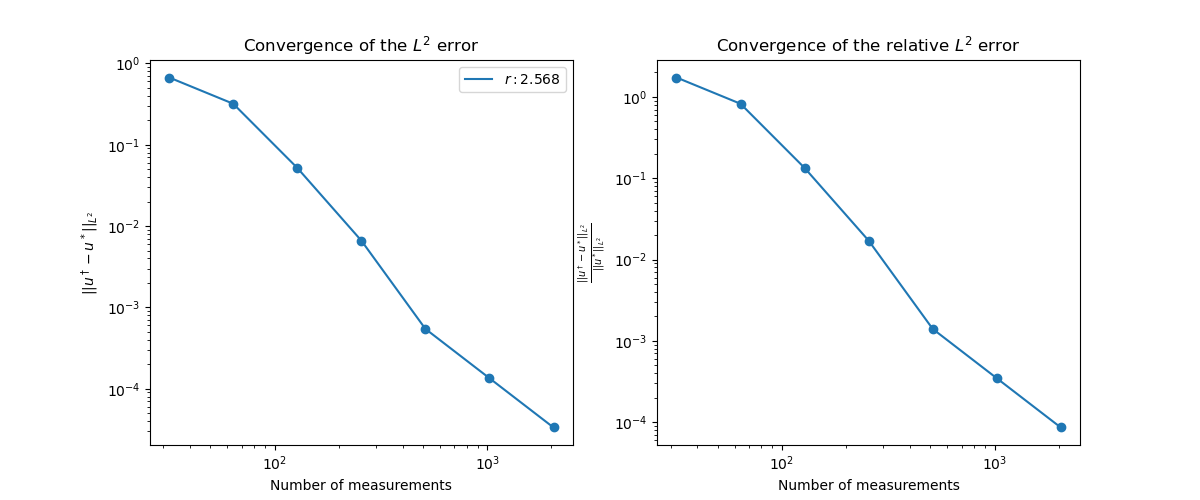 Convergence of the $L^2$ error
$r: 2.568$
$10^0$
$10^{-1}$
$10^{-2}$
$10^{-3}$
$10^{-4}$
$||u^\dagger - u^*||_{L^2}$
$10^2$
$10^3$
Number of measurements
Convergence of the relative $L^2$ error
$10^0$
$10^{-1}$
$10^{-2}$
$10^{-3}$
$10^{-4}$
$\frac{||u^\dagger - u^*||_{L^2}}{||u^*||_{L^2}}$
$10^2$
$10^3$
Number of measurements